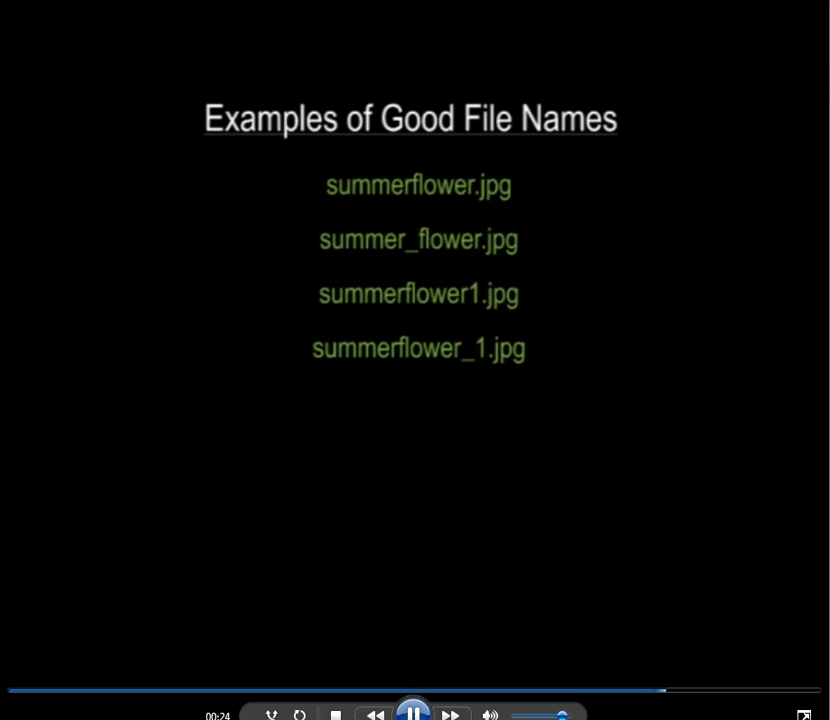 Examples of Good File Names
summerflower.jpg
summer_flower.jpg
summerflower1.jpg
summerflower_1.jpg
00:24